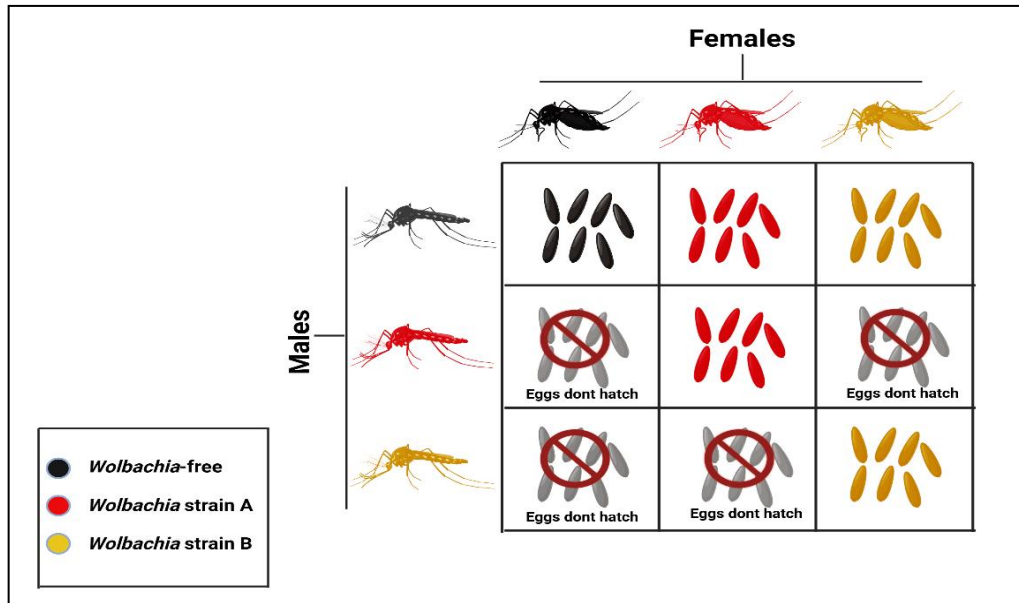 Females
Males
Eggs dont hatch
Eggs dont hatch
Eggs dont hatch
Eggs dont hatch
Wolbachia-free
Wolbachia strain A
Wolbachia strain B